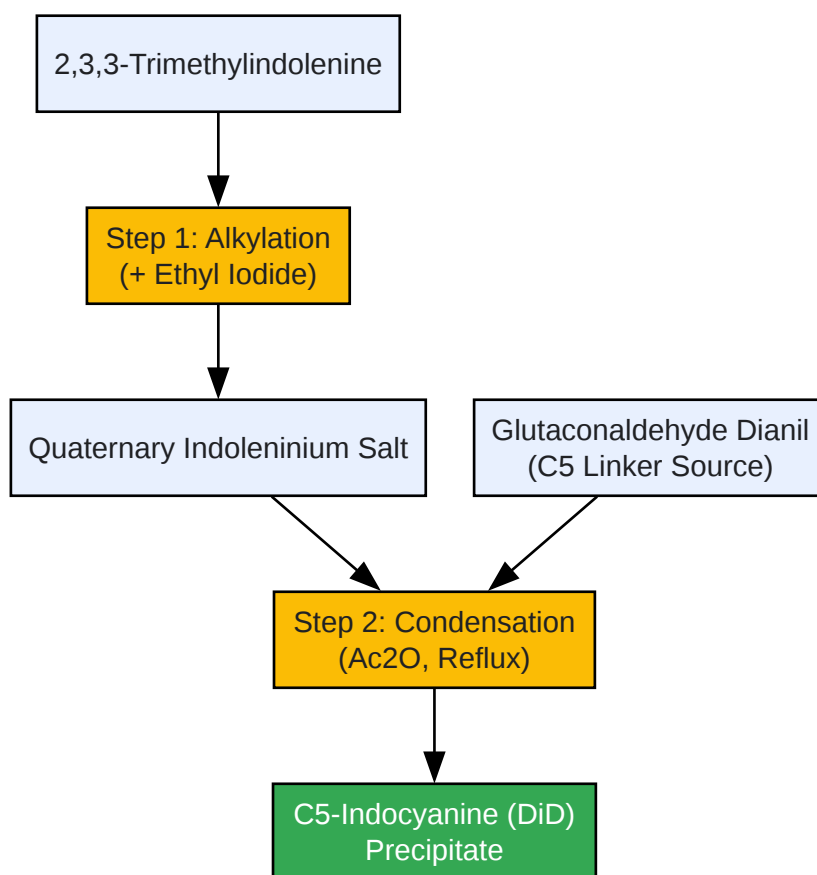 2,3,3-Trimethylindolenine
Step 1: Alkylation
(+ Ethyl Iodide)
Quaternary Indoleninium Salt
Glutaconaldehyde Dianil
(C5 Linker Source)
Step 2: Condensation
(Ac2O, Reflux)
C5-Indocyanine (DiD)
Precipitate